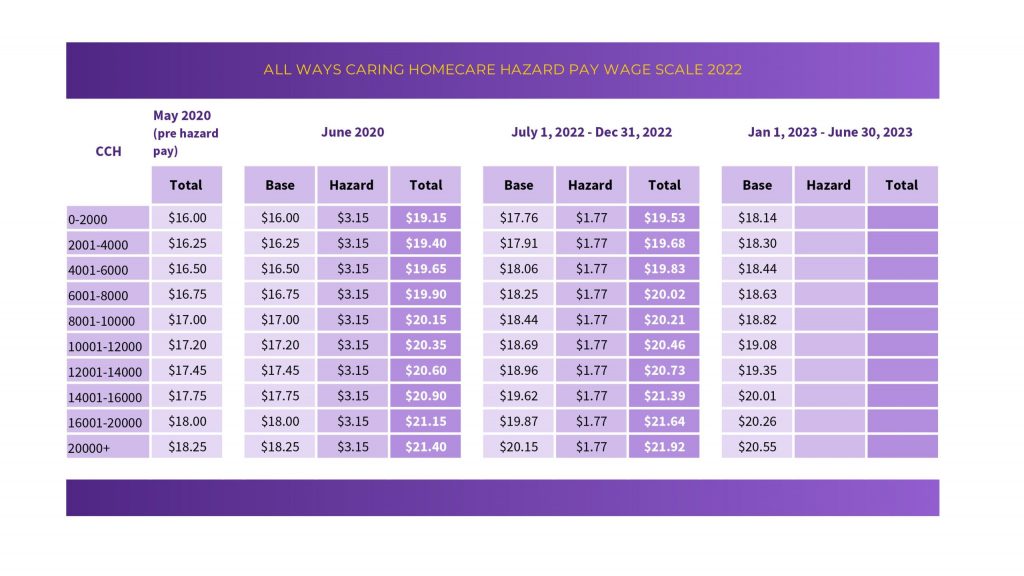 ALL WAYS CARING HOMECARE HAZARD PAY WAGE SCALE 2022
CCH
May 2020
(pre hazard
pay)
June 2020
July 1, 2022 - Dec 31, 2022
Jan 1, 2023 - June 30, 2023
Total Base Hazard Total Base Hazard Total Base Hazard Total
0-2000 $16.00 $16.00 $3.15 $19.15 $17.76 $1.77 $19.53 $18.14
2001-4000 $16.25 $16.25 $3.15 $19.40 $17.91 $1.77 $19.68 $18.30
4001-6000 $16.50 $16.50 $3.15 $19.65 $18.06 $1.77 $19.83 $18.44
6001-8000 $16.75 $16.75 $3.15 $19.90 $18.25 $1.77 $20.02 $18.63
8001-10000 $17.00 $17.00 $3.15 $20.15 $18.44 $1.77 $20.21 $18.82
10001-12000 $17.20 $17.20 $3.15 $20.35 $18.69 $1.77 $20.46 $19.08
12001-14000 $17.45 $17.45 $3.15 $20.60 $18.96 $1.77 $20.73 $19.35
14001-16000 $17.75 $17.75 $3.15 $20.90 $19.62 $1.77 $21.39 $20.01
16001-20000 $18.00 $18.00 $3.15 $21.15 $19.87 $1.77 $21.64 $20.26
20000+ $18.25 $18.25 $3.15 $21.40 $20.15 $1.77 $21.92 $20.55